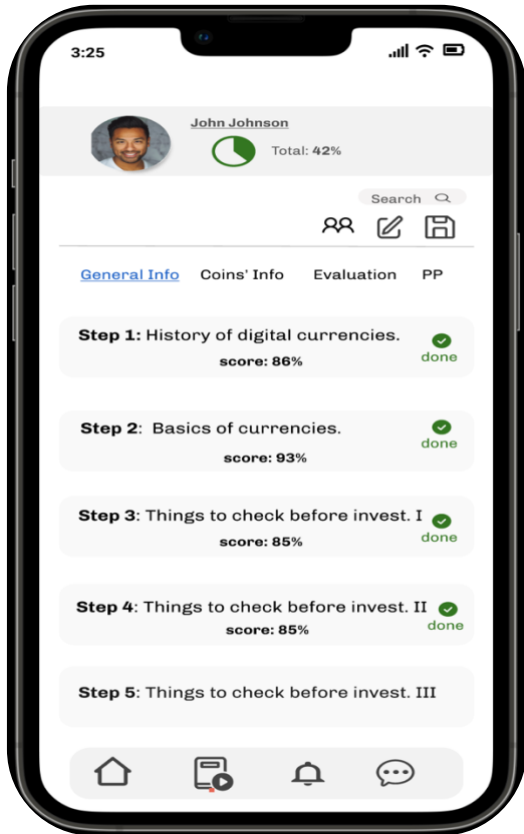 3:25
John Johnson
Total: 42%
Search
General Info Coins' Info Evaluation PP
Step 1: History of digital currencies.
score: 86%
done
Step 2: Basics of currencies.
score: 93%
done
Step 3: Things to check before invest. I
score: 85%
done
Step 4: Things to check before invest. II
score: 85%
done
Step 5: Things to check before invest. III